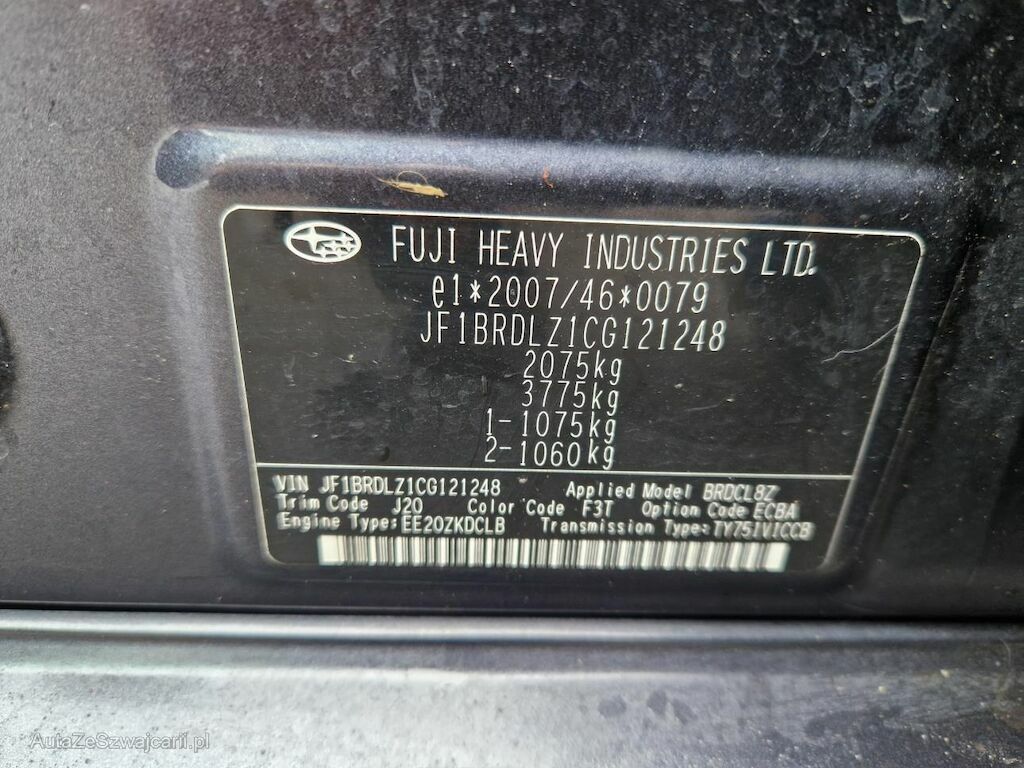 FUJI HEAVY INDUSTRIES LTD.
e1*2007/46*0079
JF1BRDLZ1CG121248
2075kg
3775kg
1-1075kg
2-1060kg
VIN JF1BRDLZ1CG121248 Applied Model BRDCL8Z
Trim Code J20 Color Code F3T Option Code ECBA
Engine Type: EE20ZKDCLB Transmission Type: TY751VICCB
AutaZeSzwajcarii.pl